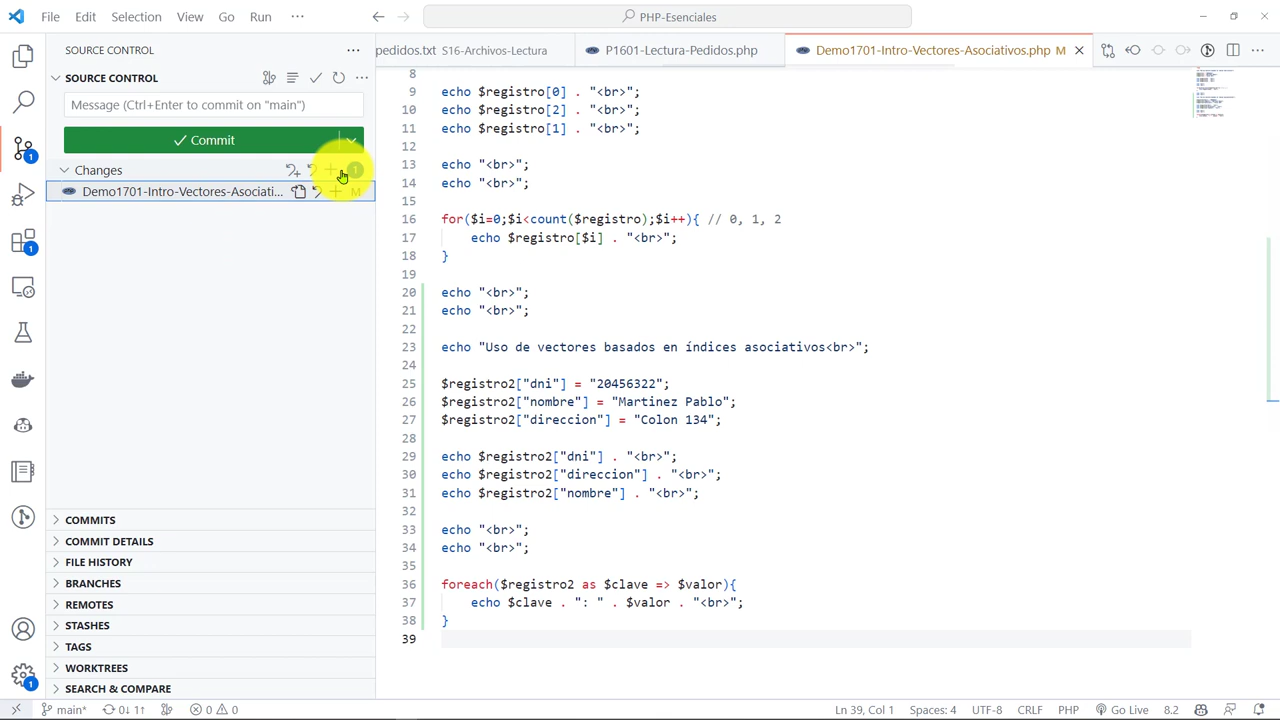 File Edit Selection View Go Run ···
PHP-Esenciales
SOURCE CONTROL
pedidos.txt S16-Archivos-Lectura
P1601-Lectura-Pedidos.php
Demo1701-Intro-Vectores-Asociativos.php M
SOURCE CONTROL
Message (Ctrl+Enter to commit on "main")
Commit
Changes 1
Demo1701-Intro-Vectores-Asociati... M
COMMITS
COMMIT DETAILS
FILE HISTORY
BRANCHES
REMOTES
STASHES
TAGS
WORKTREES
SEARCH & COMPARE
1
1
1
8
9 echo $registro[0] . "<br>";
10 echo $registro[2] . "<br>";
11 echo $registro[1] . "<br>";
12
13 echo "<br>";
14 echo "<br>";
15
16 for($i=0;$i<count($registro);$i++){ // 0, 1, 2
17 echo $registro[$i] . "<br>";
18 }
19
20 echo "<br>";
21 echo "<br>";
22
23 echo "Uso de vectores basados en índices asociativos<br>";
24
25 $registro2["dni"] = "20456322";
26 $registro2["nombre"] = "Martinez Pablo";
27 $registro2["direccion"] = "Colon 134";
28
29 echo $registro2["dni"] . "<br>";
30 echo $registro2["direccion"] . "<br>";
31 echo $registro2["nombre"] . "<br>";
32
33 echo "<br>";
34 echo "<br>";
35
36 foreach($registro2 as $clave => $valor){
37 echo $clave . ": " . $valor . "<br>";
38 }
39
main* 0↓ 1↑ 0 0 Ln 39, Col 1 Spaces: 4 UTF-8 CRLF PHP Go Live 8.2